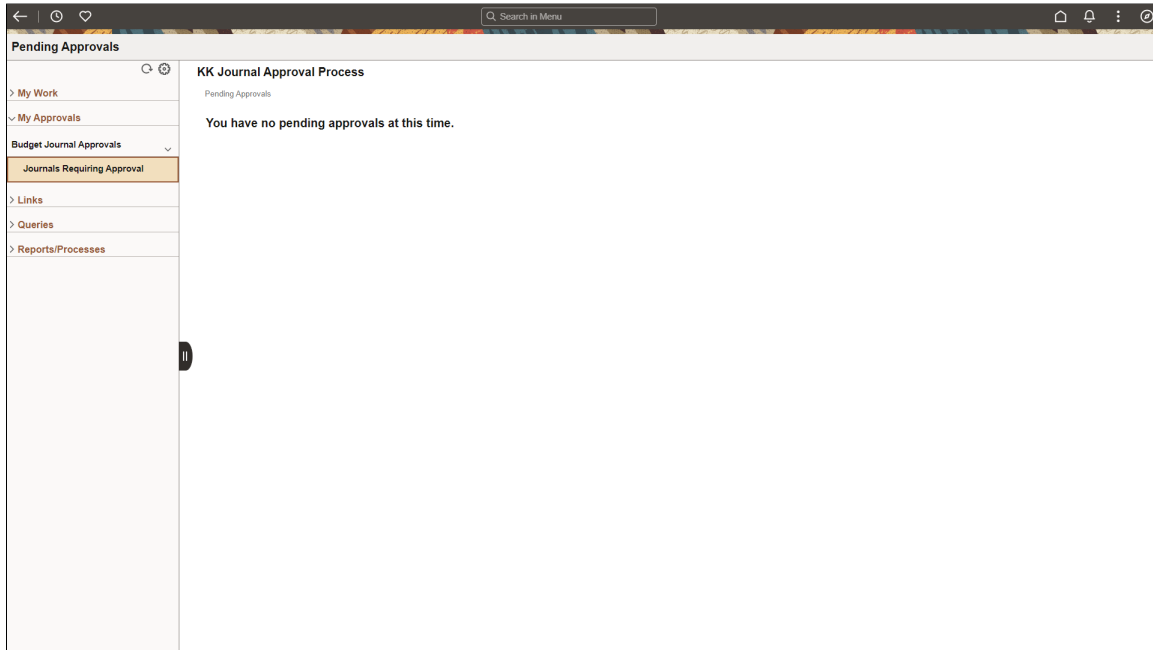 Search in Menu
Pending Approvals
My Work
My Approvals
Budget Journal Approvals
Journals Requiring Approval
Links
Queries
Reports/Processes
KK Journal Approval Process
Pending Approvals
You have no pending approvals at this time.